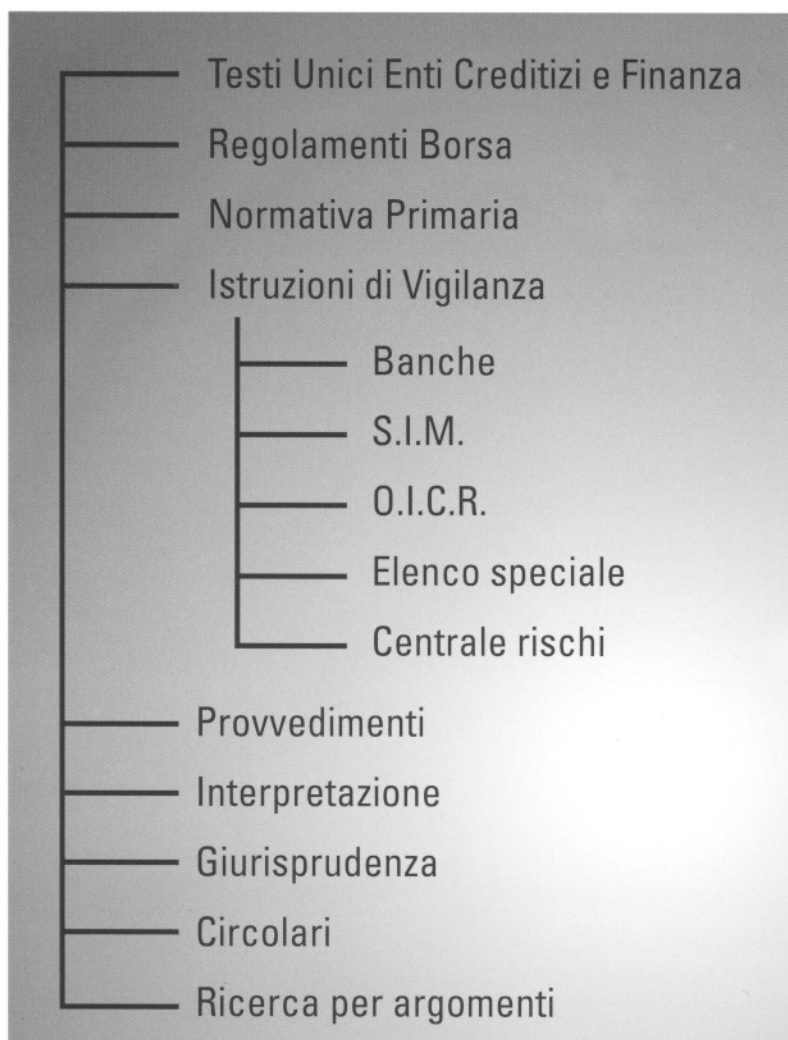 Testi Unici Enti Creditizi e Finanza
Regolamenti Borsa
Normativa Primaria
Istruzioni di Vigilanza
Banche
S.I.M.
O.I.C.R.
Elenco speciale
Centrale rischi
Provvedimenti
Interpretazione
Giurisprudenza
Circolari
Ricerca per argomenti